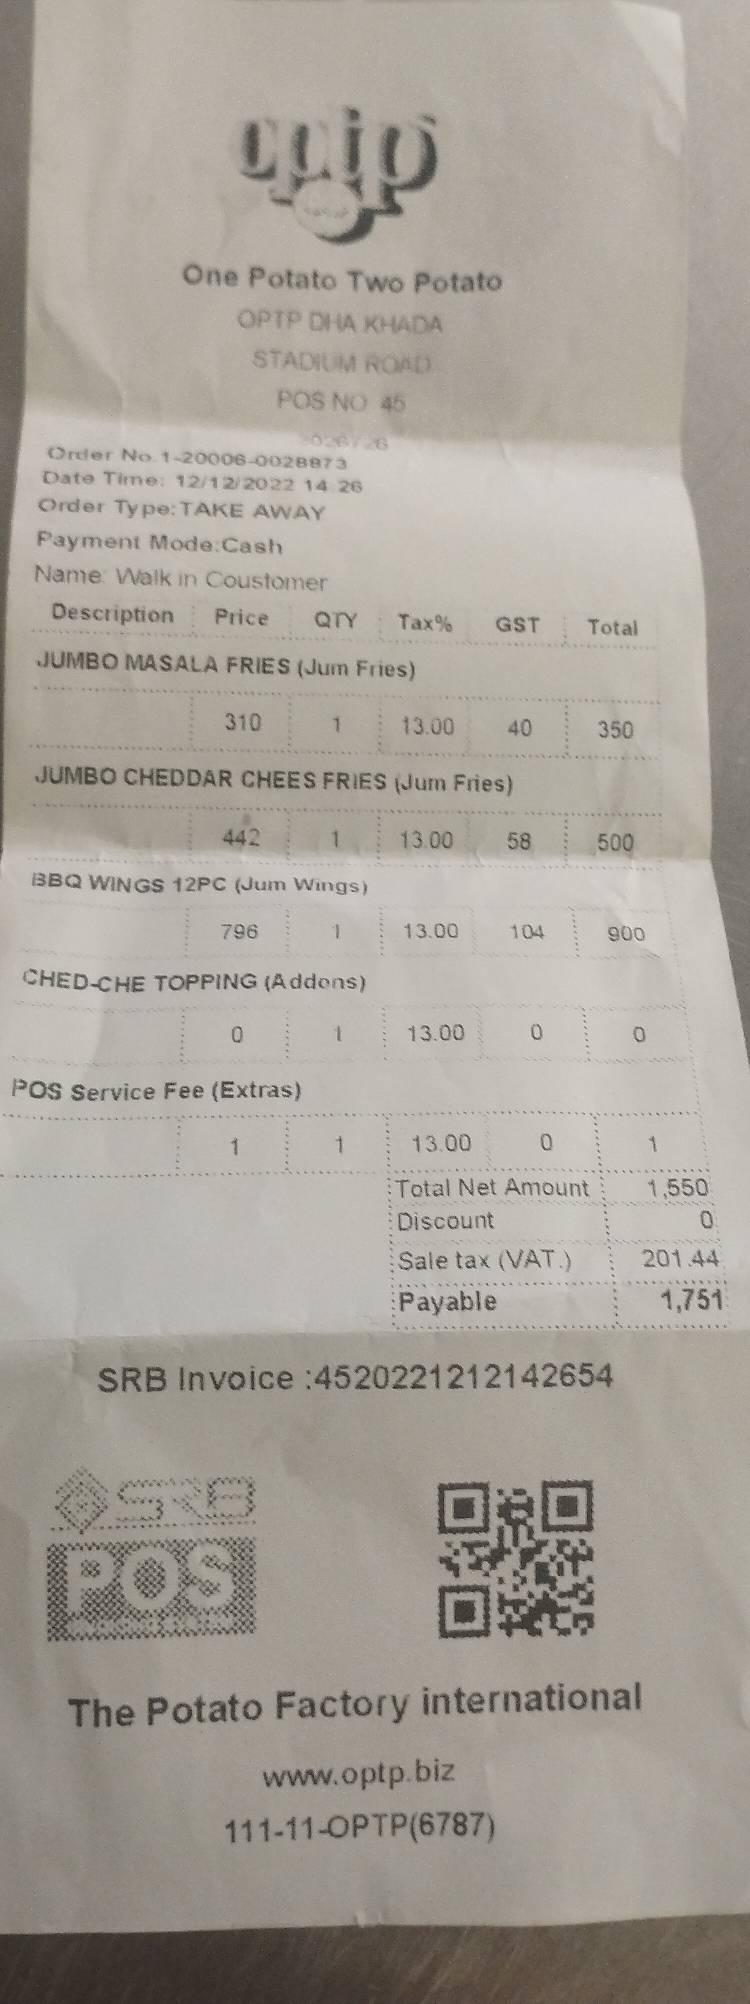 optp
One Potato Two Potato
OPTP DHA KHADA
STADIUM ROAD
POS NO 45
Order No.1-20006-0028873
Date Time: 12/12/2022 14:26
Order Type:TAKE AWAY
Payment Mode:Cash
Name: Walk in Coustomer
Description Price QTY Tax% GST Total
JUMBO MASALA FRIES (Jum Fries)
310 1 13.00 40 350
JUMBO CHEDDAR CHEES FRIES (Jum Fries)
442 1 13.00 58 500
BBQ WINGS 12PC (Jum Wings)
796 1 13.00 104 900
CHED-CHE TOPPING (Addons)
0 1 13.00 0 0
POS Service Fee (Extras)
1 1 13.00 0 1
Total Net Amount 1,550
Discount 0
Sale tax (VAT.) 201.44
Payable 1,751
SRB Invoice :4520221212142654
SRB
POS
The Potato Factory international
www.optp.biz
111-11-OPTP(6787)